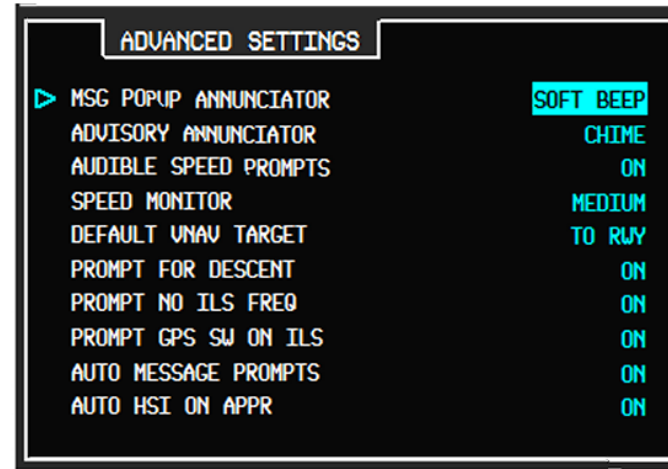 ADVANCED SETTINGS
MSG POPUP ANNUNCIATOR SOFT BEEP
ADVISORY ANNUNCIATOR CHIME
AUDIBLE SPEED PROMPTS ON
SPEED MONITOR MEDIUM
DEFAULT VNAV TARGET TO RWY
PROMPT FOR DESCENT ON
PROMPT NO ILS FREQ ON
PROMPT GPS SW ON ILS ON
AUTO MESSAGE PROMPTS ON
AUTO HSI ON APPR ON